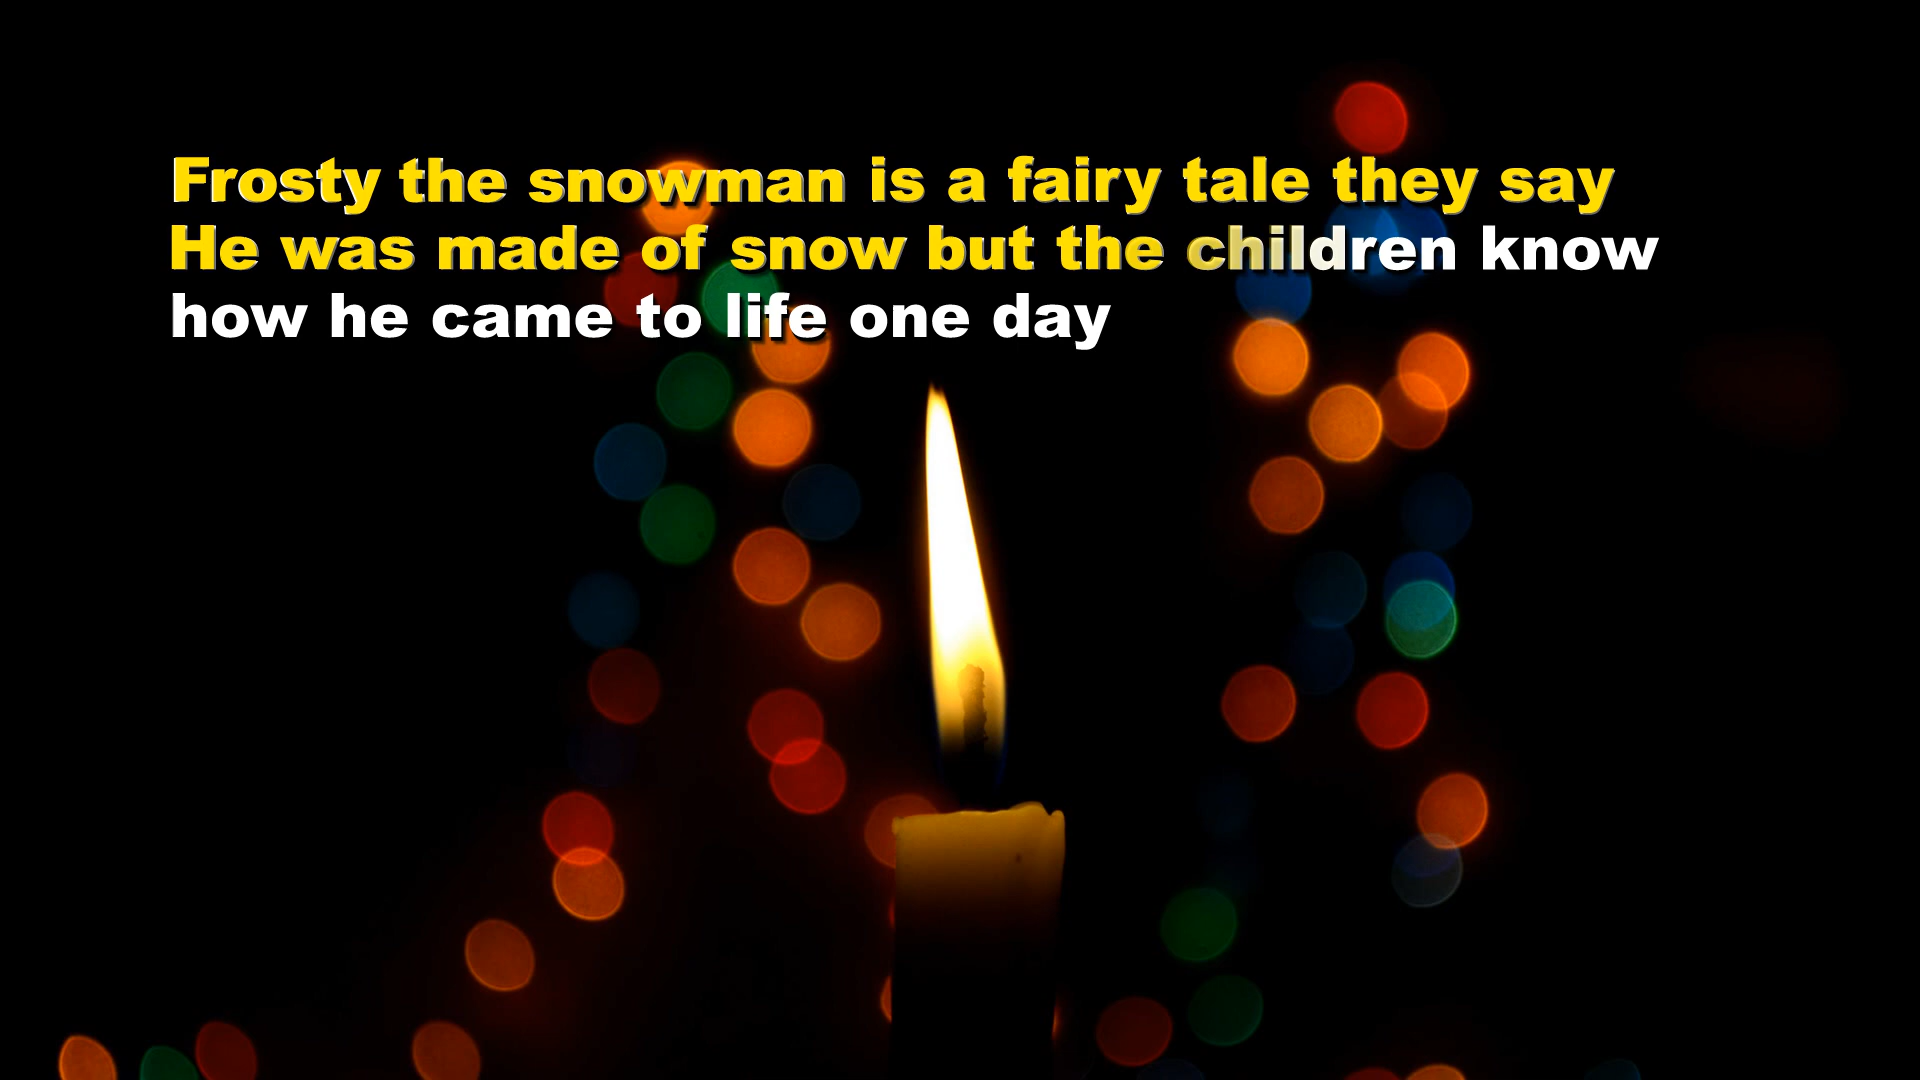 Frosty the snowman is a fairy tale they say
He was made of snow but the children know
how he came to life one day